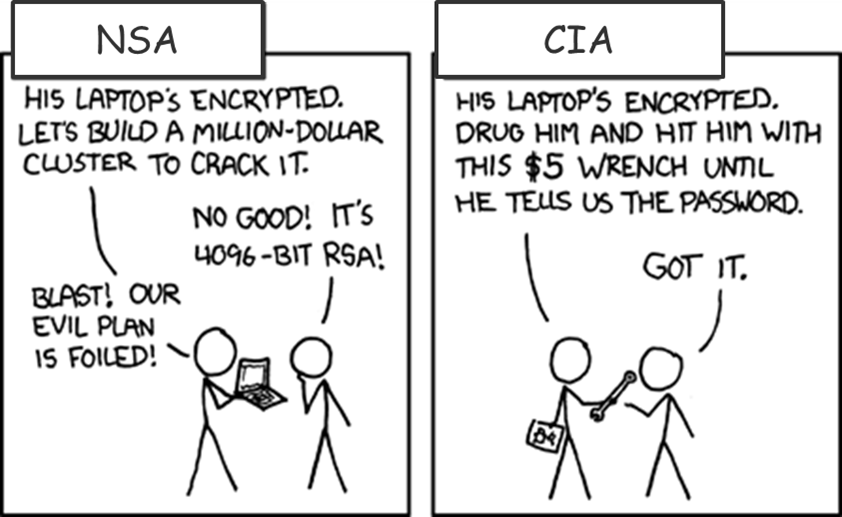 NSA
HIS LAPTOP'S ENCRYPTED.
LET'S BUILD A MILLION-DOLLAR
CLUSTER TO CRACK IT.
NO GOOD! IT'S
4096-BIT RSA!
BLAST! OUR
EVIL PLAN
IS FOILED!
CIA
HIS LAPTOP'S ENCRYPTED.
DRUG HIM AND HIT HIM WITH
THIS $5 WRENCH UNTIL
HE TELLS US THE PASSWORD.
GOT IT.